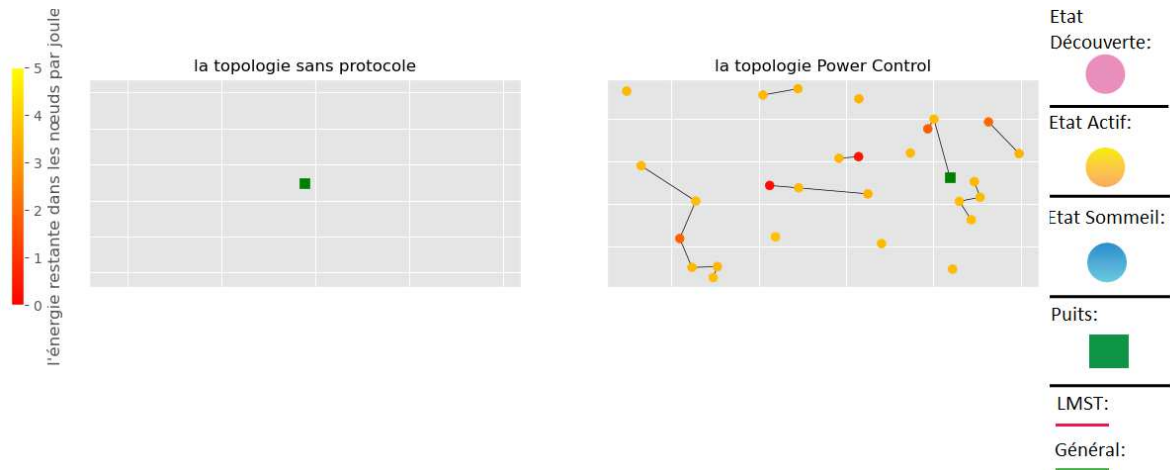 l'énergie restante dans les nœuds par joule
5
4
3
2
1
0
la topologie sans protocole
la topologie Power Control
Etat
Découverte:
Etat Actif:
Etat Sommeil:
Puits:
LMST:
Général: